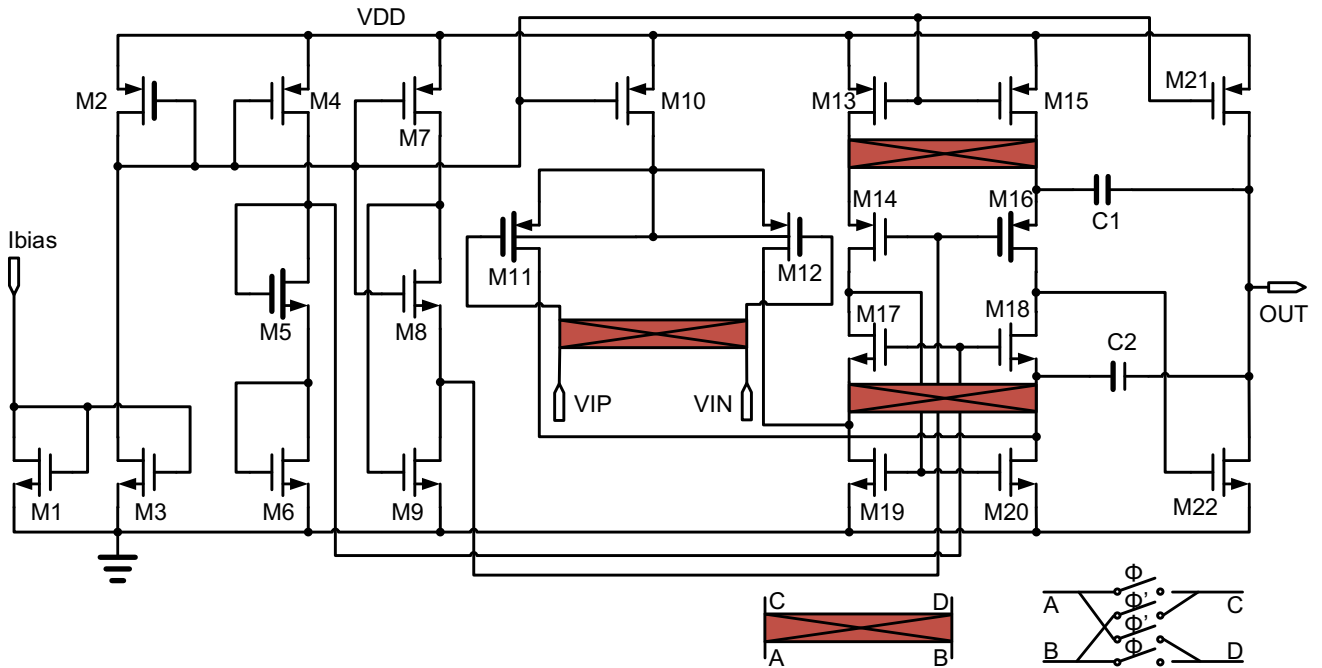 VDD
M2
M4
M7
M10
M13
M15
M21
M14
M16
C1
Ibias
M11
M12
M5
M8
M17
M18
OUT
C2
VIP
VIN
M1
M3
M6
M9
M19
M20
M22
C D
A B
A Φ C
Φ'
Φ'
B Φ D